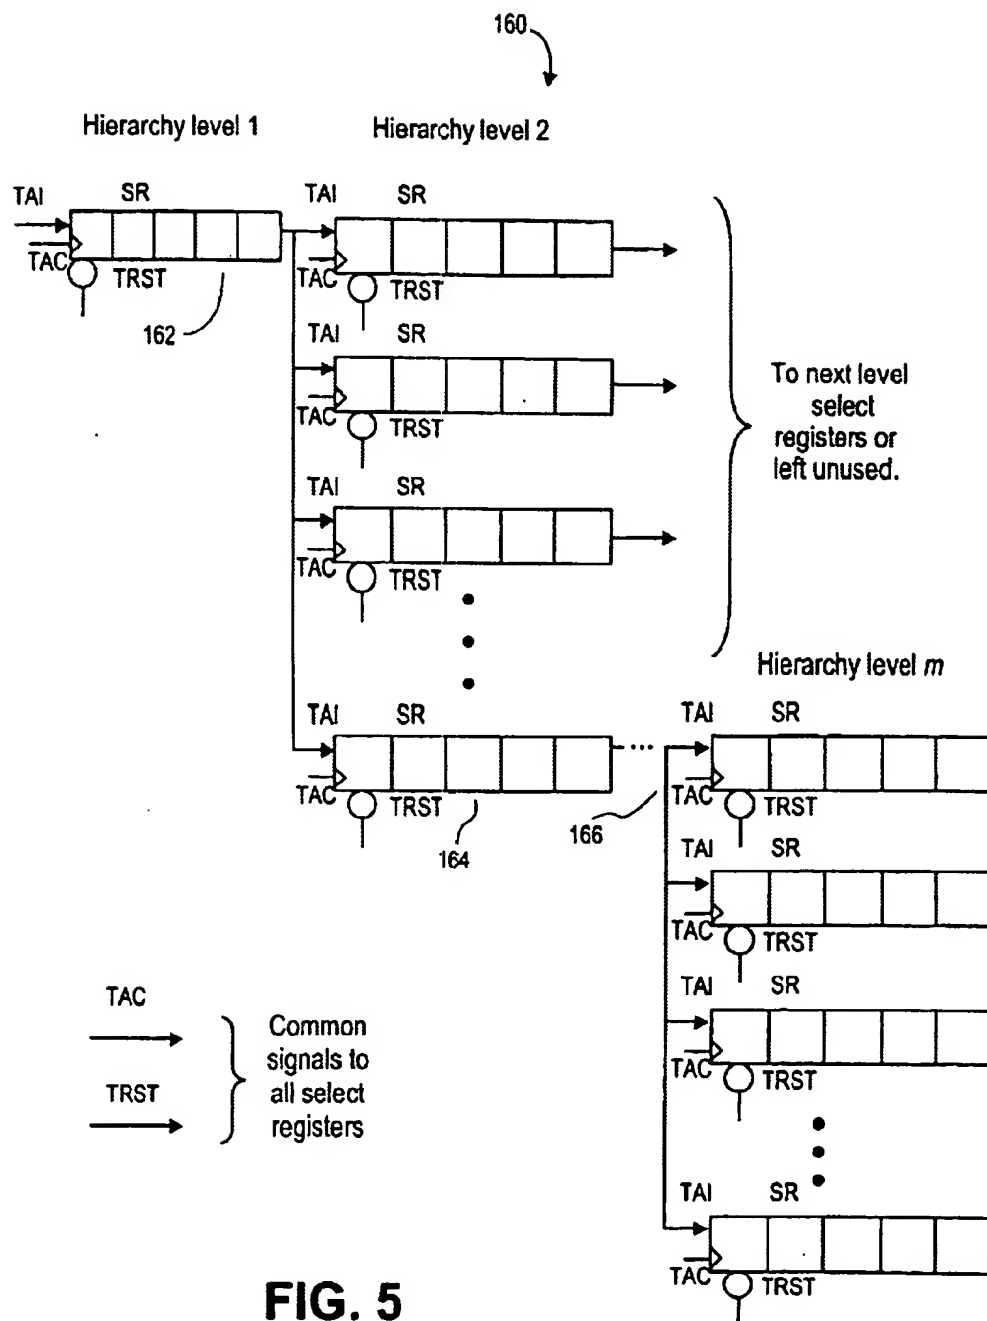 160
Hierarchy level 1
Hierarchy level 2
TAI
SR
TAC
TRST
162
TAI
SR
TAC
TRST
TAI
SR
TAC
TRST
TAI
SR
TAC
TRST
To next level
select
registers or
left unused.
Hierarchy level m
TAI
SR
TAC
TRST
164
166
TAI
SR
TAC
TRST
TAI
SR
TAC
TRST
TAI
SR
TAC
TRST
TAI
SR
TAC
TRST
TAC
TRST
Common
signals to
all select
registers
FIG. 5